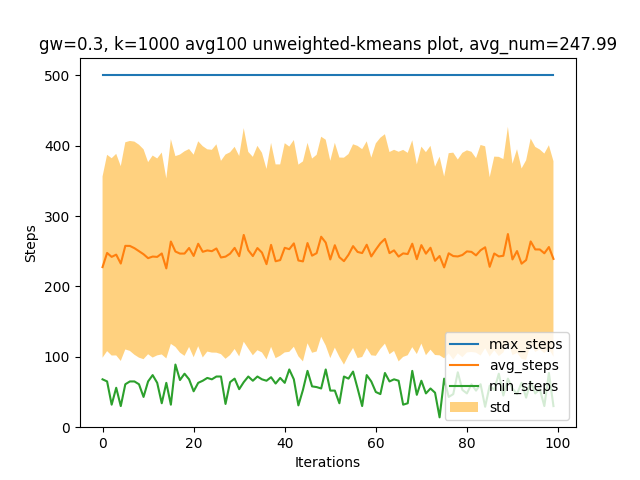 gw=0.3, k=1000 avg100 unweighted-kmeans plot, avg_num=247.99
500
400
300
200
100
0
Steps
max_steps
avg_steps
min_steps
std
0 20 40 60 80 100
Iterations